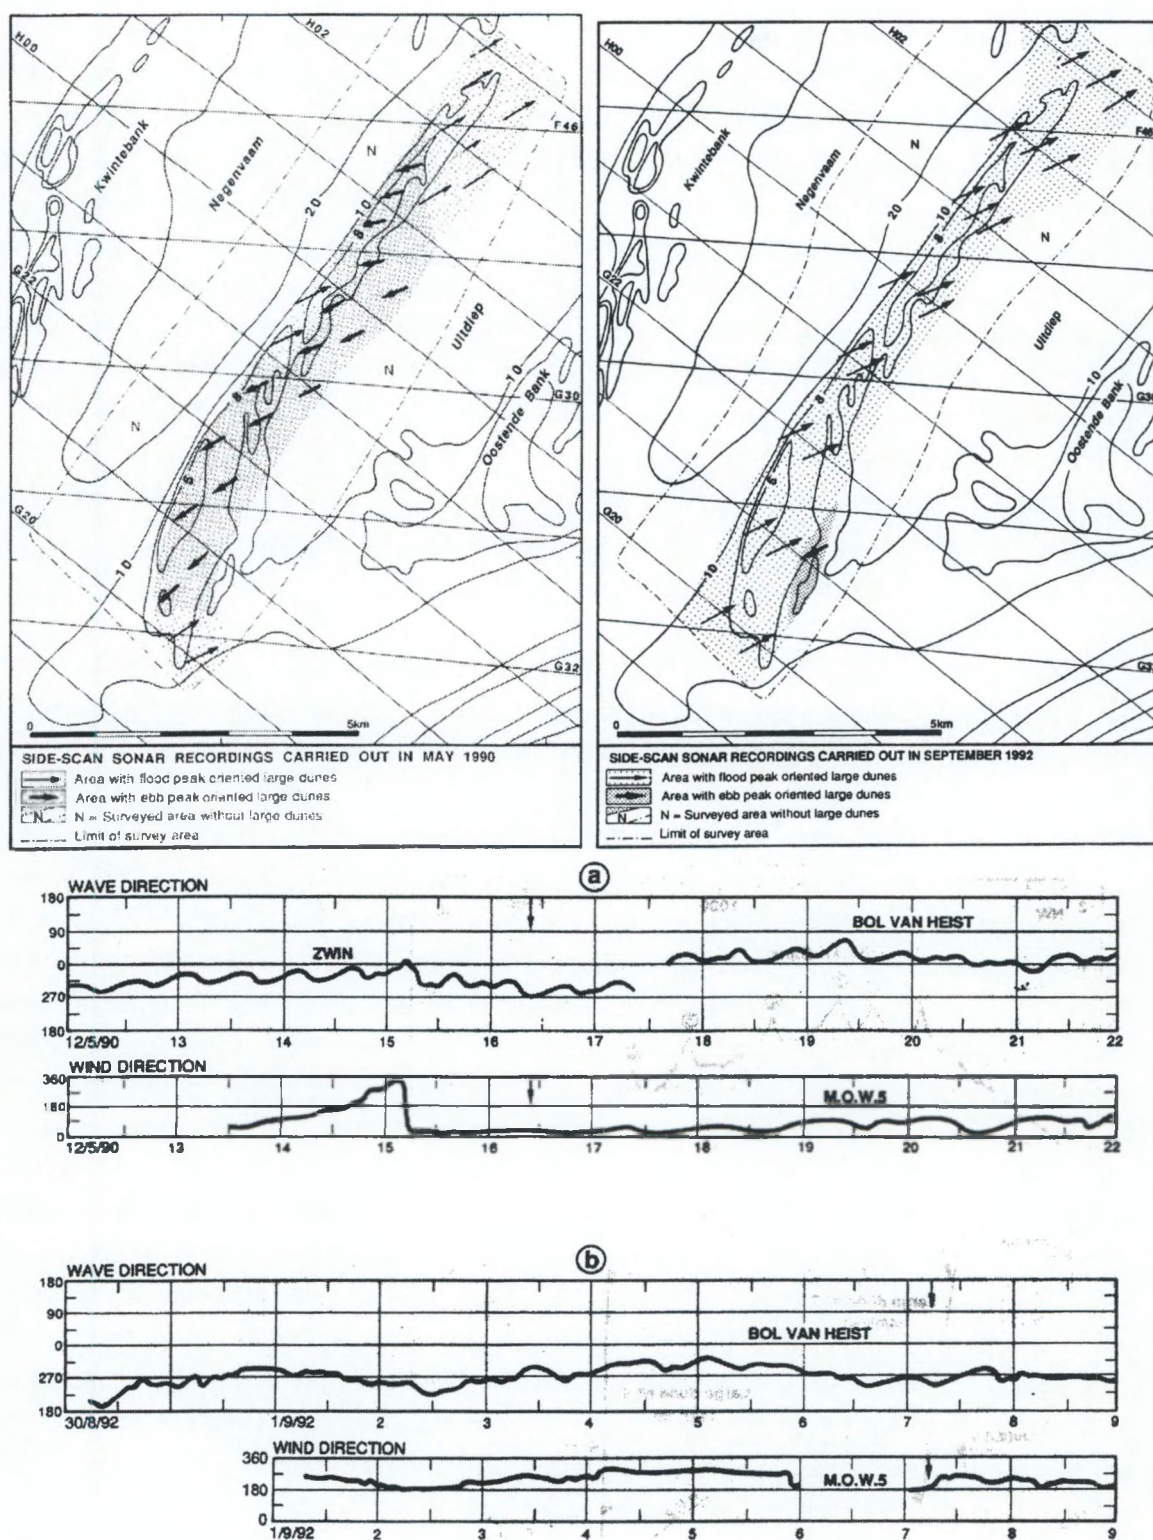 H00
H02
Kwintebank
Negenvaam
N
F46
20
10
8
G22
Uitdiep
N
10
G30
8
N
Oostende Bank
6
G20
10
G32
0 5km
SIDE-SCAN SONAR RECORDINGS CARRIED OUT IN MAY 1990
Area with flood peak oriented large dunes
Area with ebb peak oriented large dunes
N N = Surveyed area without large dunes
Limit of survey area
H00
H02
Kwintebank
Negenvaam
N
F46
20
10
8
N
G22
Uitdiep
10
G30
8
Oostende Bank
6
G20
10
0 5km
SIDE-SCAN SONAR RECORDINGS CARRIED OUT IN SEPTEMBER 1992
Area with flood peak oriented large dunes
Area with ebb peak oriented large dunes
N N = Surveyed area without large dunes
Limit of survey area
a
WAVE DIRECTION
180
90
0
270
180
ZWIN
BOL VAN HEIST
12/5/90 13 14 15 16 17 18 19 20 21 22
WIND DIRECTION
360
180
0
M.O.W.5
12/5/90 13 14 15 16 17 18 19 20 21 22
b
WAVE DIRECTION
180
90
0
270
180
BOL VAN HEIST
30/8/92 1/9/92 2 3 4 5 6 7 8 9
WIND DIRECTION
360
180
0
M.O.W.5
1/9/92 2 3 4 5 6 7 8 9